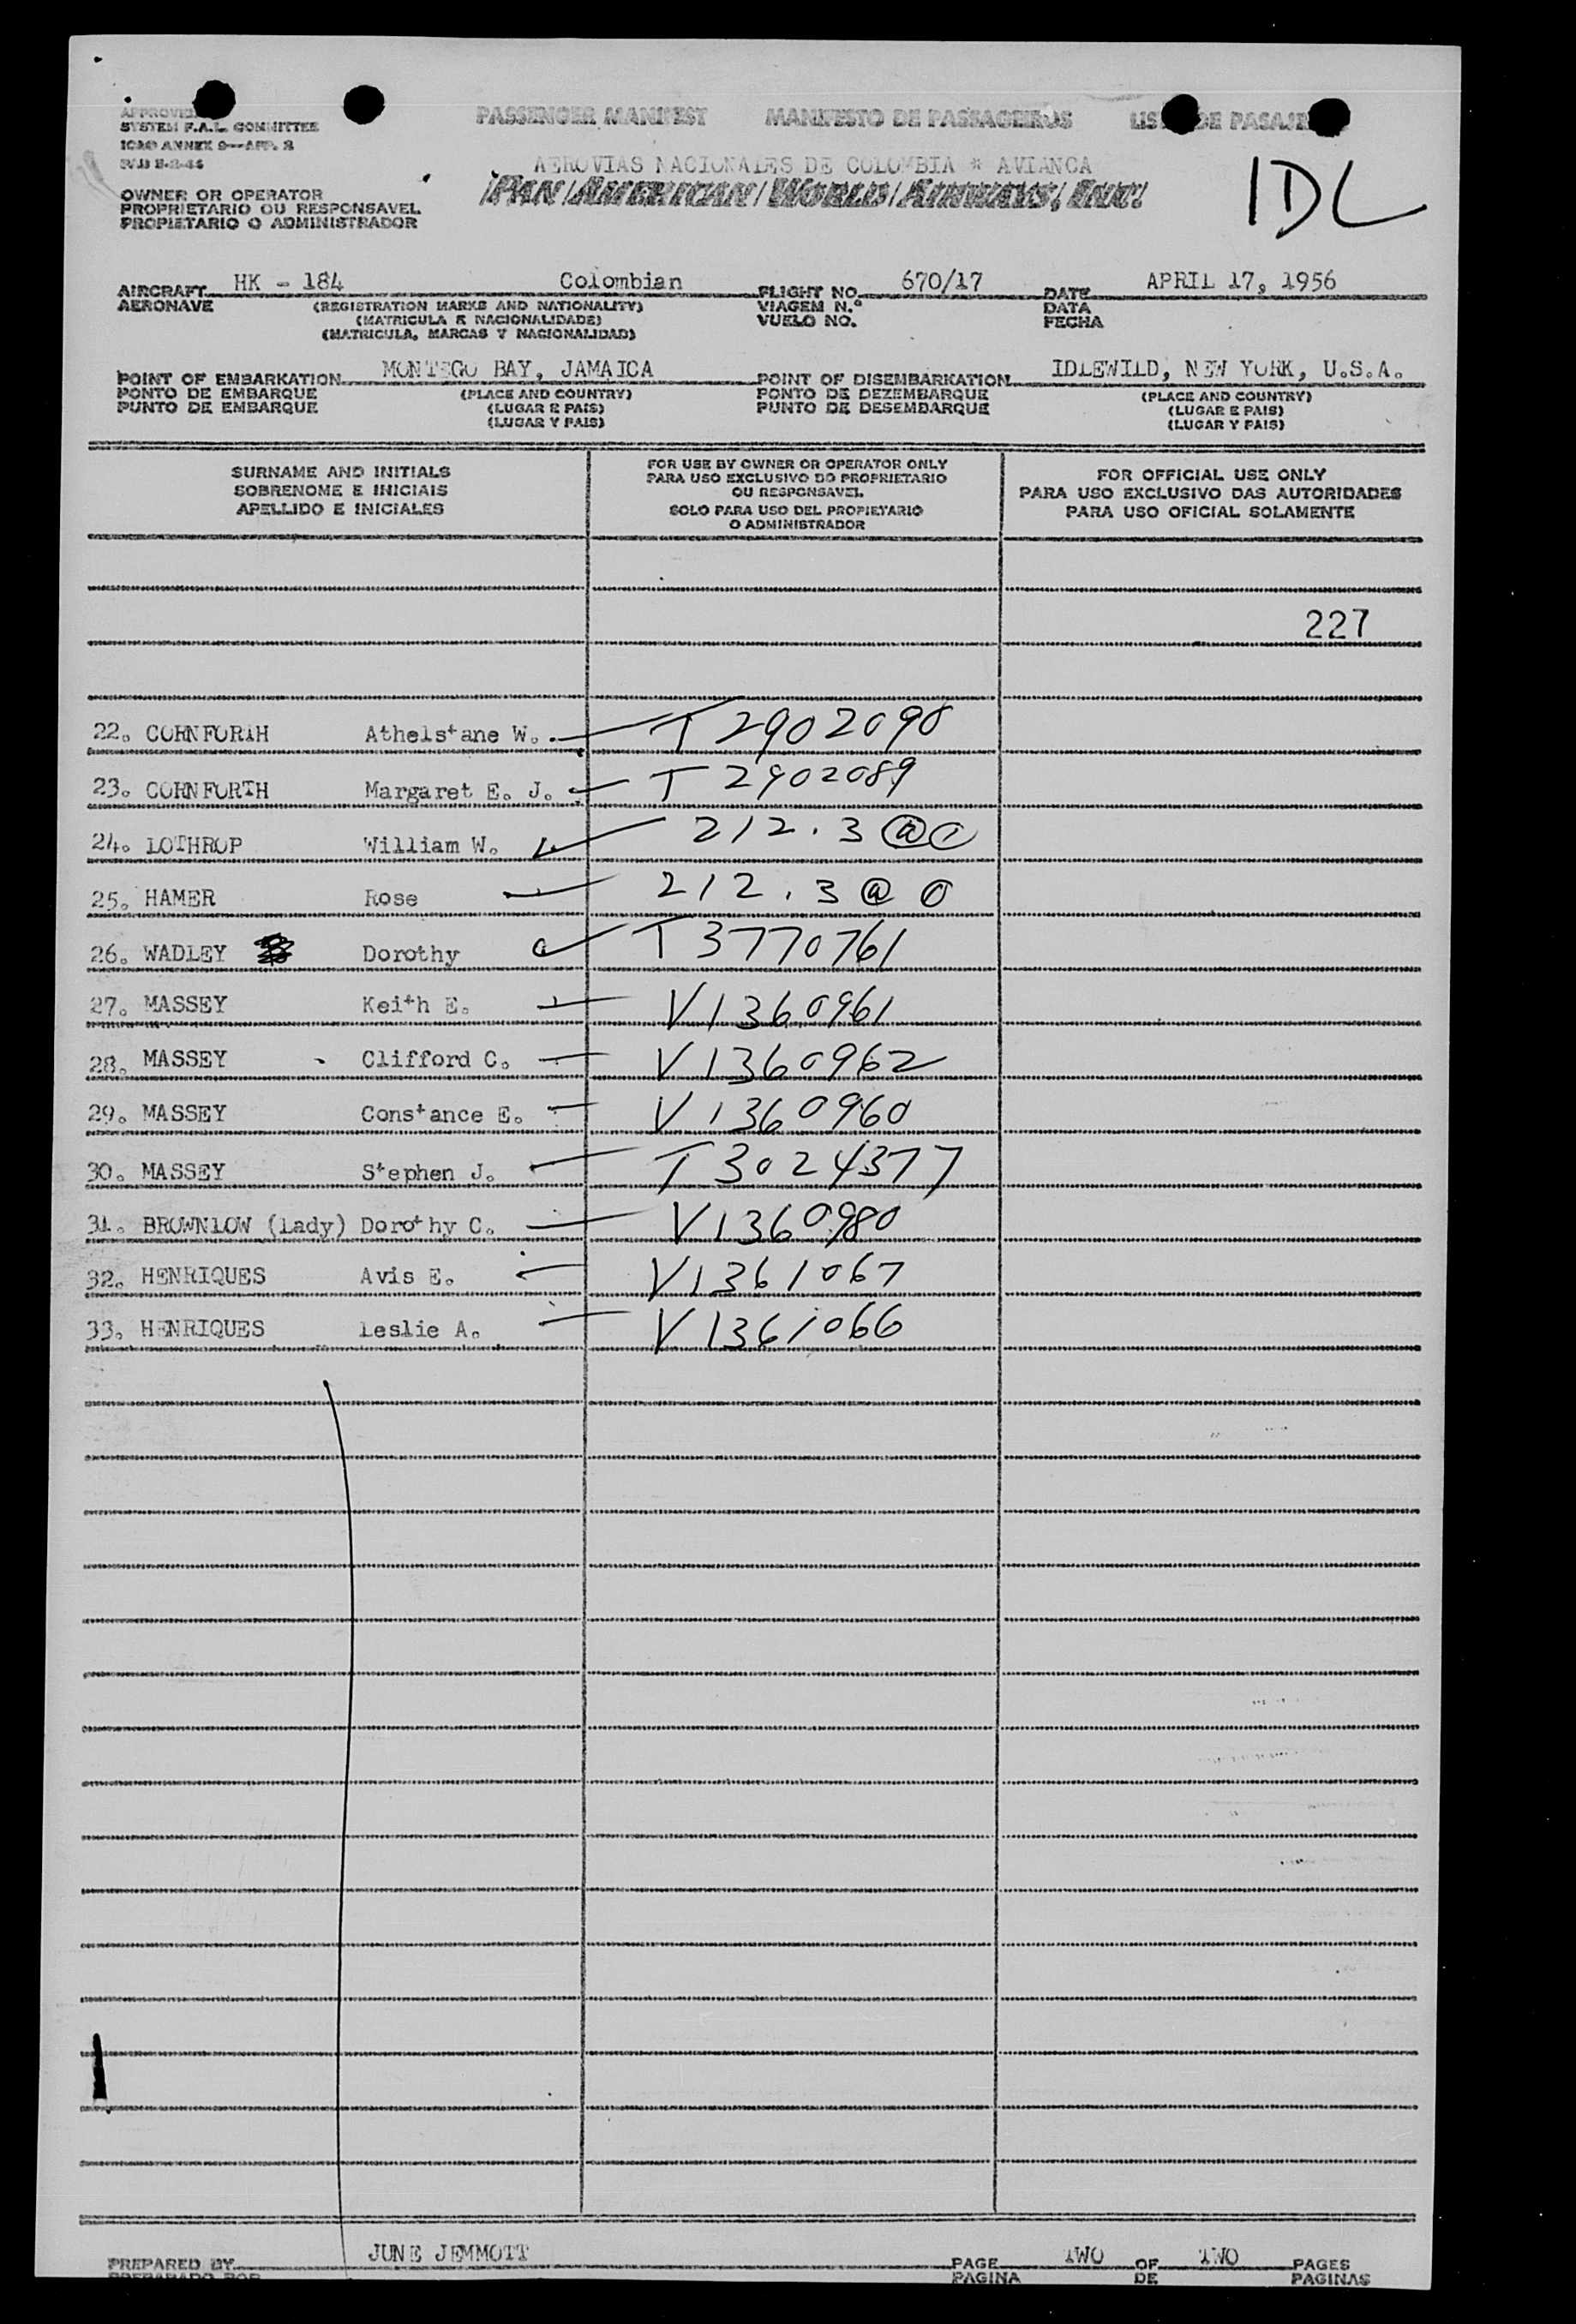 PASSENGER MANIFEST MANIFESTO DE PASSAGEIROS LIS DE PASAJE
SYSTEM F.A.L. COMMITTEE
ICAO ANNEX 9—APP. 2
AEROVIAS NACIONALES DE COLOMBIA * AVIANCA
PAN AMERICAN WORLD AIRWAYS, INC.
IDL
OWNER OR OPERATOR
PROPRIETARIO OU RESPONSAVEL
PROPIETARIO O ADMINISTRADOR
AIRCRAFT HK - 184 Colombian FLIGHT NO. 670/17 DATE APRIL 17, 1956
AERONAVE (REGISTRATION MARKS AND NATIONALITY) VIAGEM N.º DATA
(MATRICULA E NACIONALIDADE) VUELO NO. FECHA
(MATRICULA, MARCAS Y NACIONALIDAD)
POINT OF EMBARKATION MONTEGO BAY, JAMAICA POINT OF DISEMBARKATION IDLEWILD, NEW YORK, U.S.A.
PONTO DE EMBARQUE (PLACE AND COUNTRY) PONTO DE DEZEMBARQUE (PLACE AND COUNTRY)
PUNTO DE EMBARQUE (LUGAR E PAIS) PUNTO DE DESEMBARQUE (LUGAR E PAIS)
(LUGAR Y PAIS) (LUGAR Y PAIS)
SURNAME AND INITIALS
SOBRENOME E INICIAIS
APELLIDO E INICIALES
FOR USE BY OWNER OR OPERATOR ONLY
PARA USO EXCLUSIVO DO PROPRIETARIO
OU RESPONSAVEL
SOLO PARA USO DEL PROPIETARIO
O ADMINISTRADOR
FOR OFFICIAL USE ONLY
PARA USO EXCLUSIVO DAS AUTORIDADES
PARA USO OFICIAL SOLAMENTE
227
22. CORNFORTH Athelstane W. T 2902090
23. CORNFORTH Margaret E. J. T 2902089
24. LOTHROP William W. 212.3 @
25. HAMER Rose 212.3 @
26. WADLEY Dorothy T 3770761
27. MASSEY Keith E. V1360961
28. MASSEY Clifford C. V1360962
29. MASSEY Constance E. V1360960
30. MASSEY Stephen J. T 3024377
31. BROWNLOW (Lady) Dorothy C. V1360980
32. HENRIQUES Avis E. V1361067
33. HENRIQUES Leslie A. V1361066
PREPARED BY JUNE JEMMOTT PAGE TWO OF TWO PAGES
PREPARADO POR PAGINA DE PAGINAS